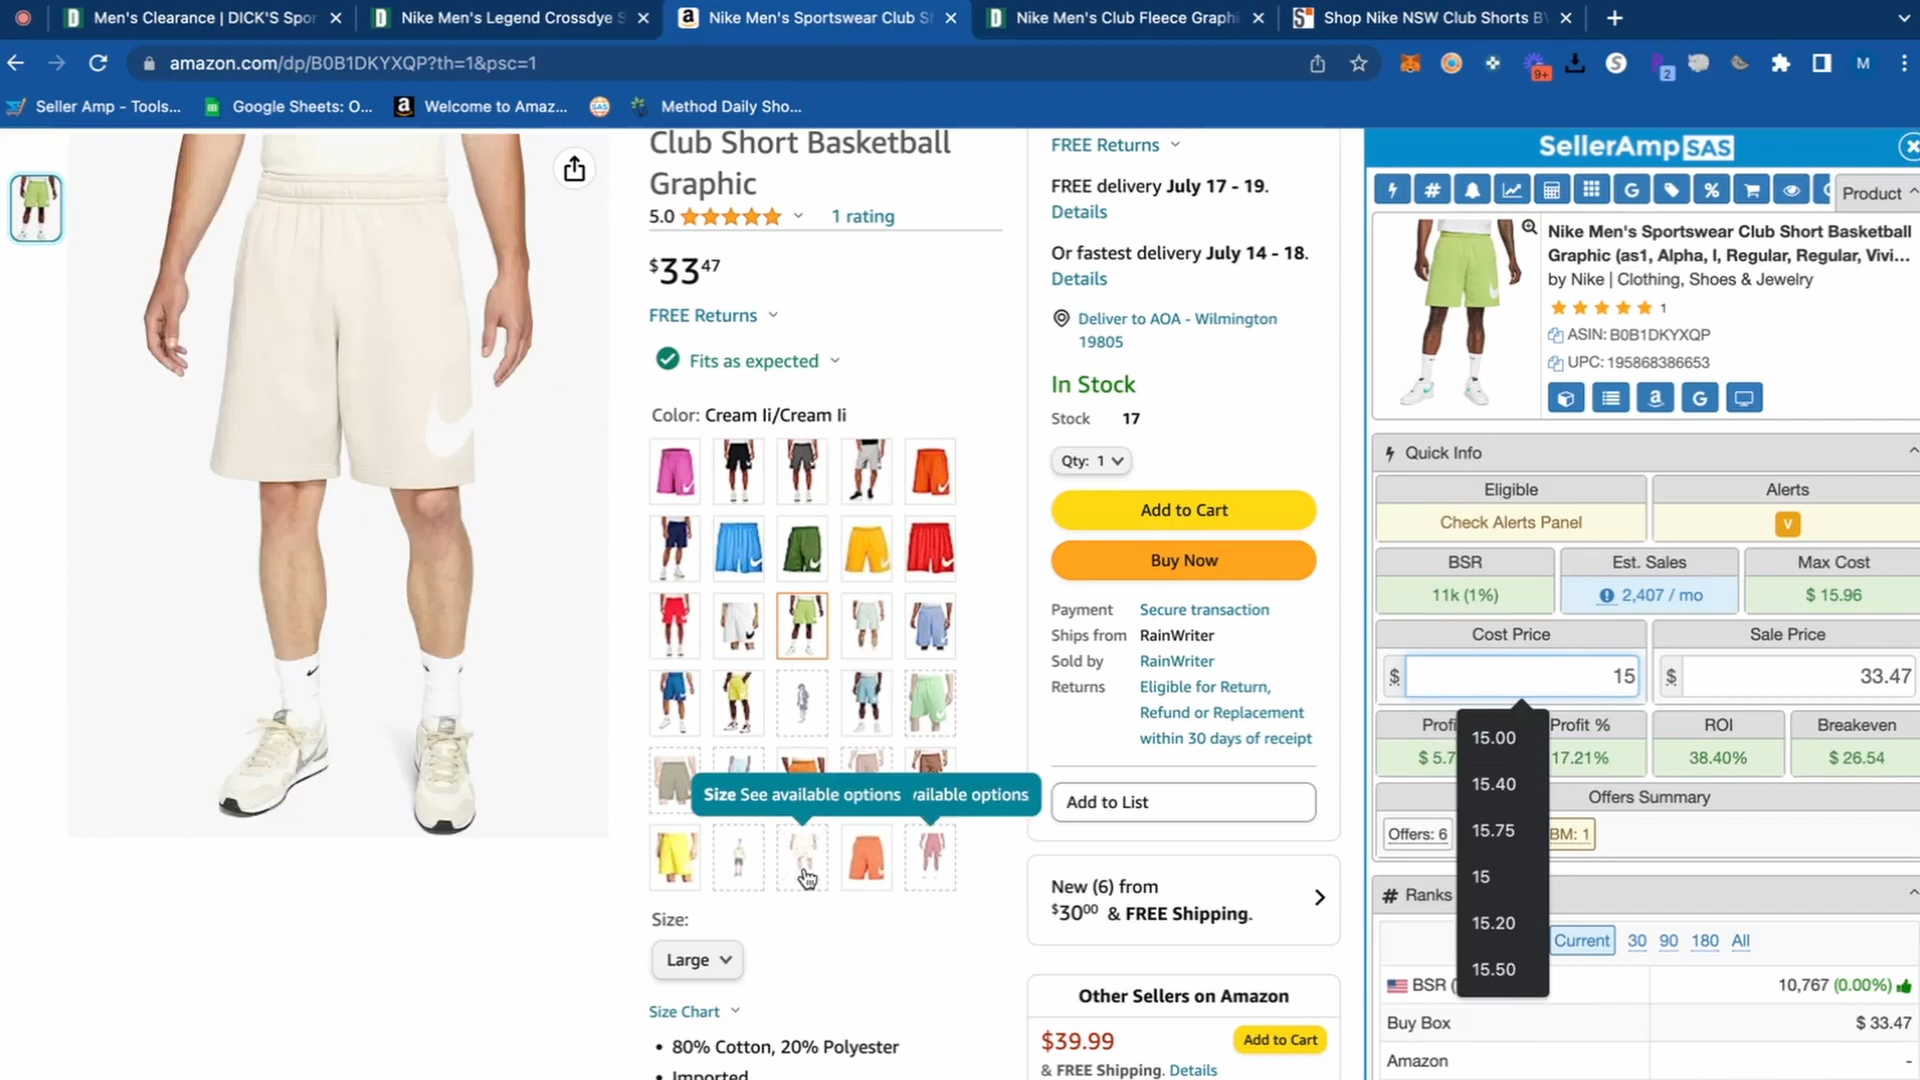 Men's Clearance | DICK'S Spor
Nike Men's Legend Crossdye S
Nike Men's Sportswear Club S
Nike Men's Club Fleece Graphi
Shop Nike NSW Club Shorts B
amazon.com/dp/B0B1DKYXQP?th=1&psc=1
9+
2
M
Seller Amp - Tools...
Google Sheets: O...
Welcome to Amaz...
Method Daily Sho...
Club Short Basketball
Graphic
5.0
1 rating
$33 47
FREE Returns
Fits as expected
Color: Cream Ii/Cream Ii
Size See available options
vailable options
Size:
Large
Size Chart
• 80% Cotton, 20% Polyester
• Imported
FREE Returns
FREE delivery July 17 - 19.
Details
Or fastest delivery July 14 - 18.
Details
Deliver to AOA - Wilmington
19805
In Stock
Stock 17
Qty: 1
Add to Cart
Buy Now
Payment Secure transaction
Ships from RainWriter
Sold by RainWriter
Returns Eligible for Return,
Refund or Replacement
within 30 days of receipt
Add to List
New (6) from
$30 00 & FREE Shipping.
Other Sellers on Amazon
$39.99
Add to Cart
& FREE Shipping. Details
SellerAmp SAS
Product
Nike Men's Sportswear Club Short Basketball
Graphic (as1, Alpha, l, Regular, Regular, Vivi...
by Nike | Clothing, Shoes & Jewelry
1
ASIN: B0B1DKYXQP
UPC: 195868386653
Quick Info
Eligible
Alerts
Check Alerts Panel
V
BSR
Est. Sales
Max Cost
11k (1%)
2,407 / mo
$ 15.96
Cost Price
Sale Price
$ 15
$ 33.47
Profi
Profit %
ROI
Breakeven
$ 5.7
17.21%
38.40%
$ 26.54
15.00
15.40
15.75
15
15.20
15.50
Offers Summary
Offers: 6
BM: 1
# Ranks
Current 30 90 180 All
BSR (
10,767 (0.00%)
Buy Box
$ 33.47
Amazon
-